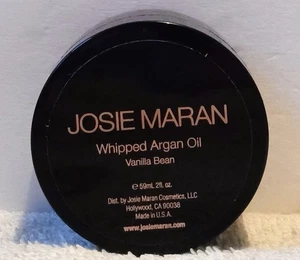 JOSIE MARAN
Whipped Argan Oil
Vanilla Bean
℮ 59mL 2fl. oz.
Dist. by Josie Maran Cosmetics, LLC
Hollywood, CA 90038
Made in U.S.A.
www.josiemaran.com